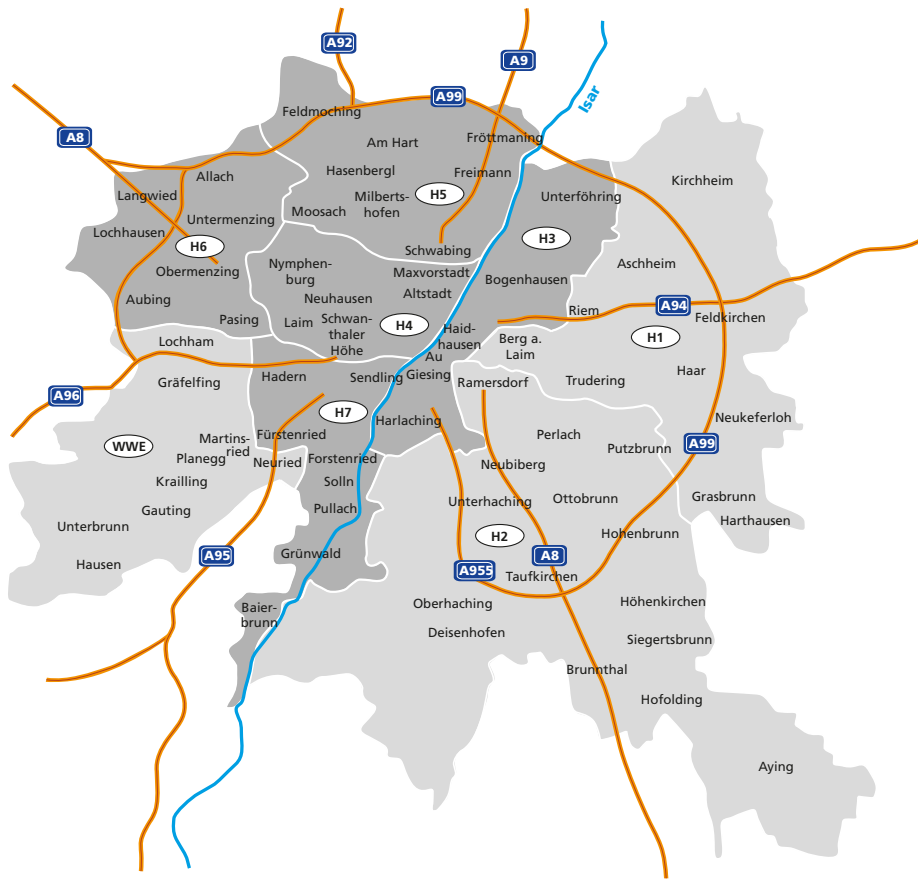 A92
A9
Isar
A99
Feldmoching
A8
Am Hart
Fröttmaning
Hasenbergl
Freimann
Kirchheim
Allach
Langwied
Milberts-
hofen
H5
Unterföhring
Moosach
Untermenzing
Lochhausen
H6
H3
Schwabing
Obermenzing
Nymphen-
burg
Maxvorstadt
Aschheim
Bogenhausen
Neuhausen
Altstadt
Aubing
A94
Riem
Feldkirchen
Pasing
Laim
Schwan-
thaler
Höhe
H4
Haid-
hausen
Berg a.
Laim
H1
Lochham
Au
Giesing
Gräfelfing
Hadern
Sendling
Ramersdorf
Trudering
Haar
A96
H7
Harlaching
Neukeferloh
WWE
Martins-
ried
Fürstenried
Perlach
Putzbrunn
A99
Planegg
Neuried
Forstenried
Neubiberg
Krailling
Solln
Gauting
Pullach
Unterhaching
Ottobrunn
Grasbrunn
Unterbrunn
Harthausen
H2
Hohenbrunn
Hausen
A95
Grünwald
A955
A8
Taufkirchen
Baier-
brunn
Oberhaching
Höhenkirchen
Deisenhofen
Siegertsbrunn
Brunnthal
Hofolding
Aying